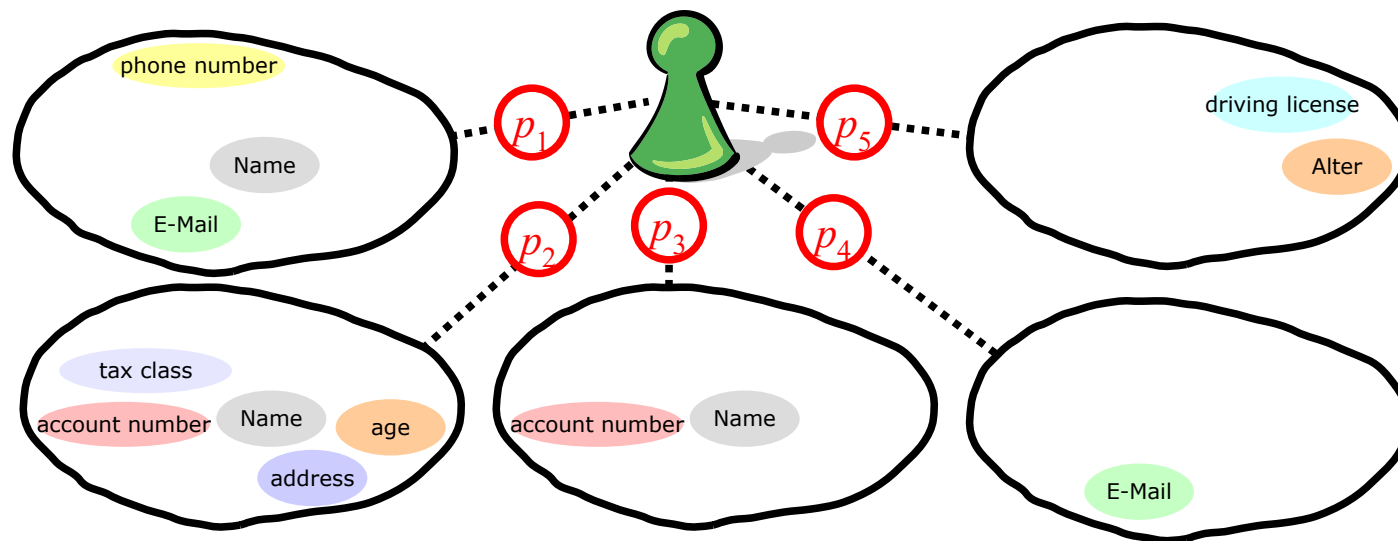 phone number
Name
E-Mail
p1
p5
driving license
Alter
p2
p3
p4
tax class
account number
Name
age
address
account number
Name
E-Mail